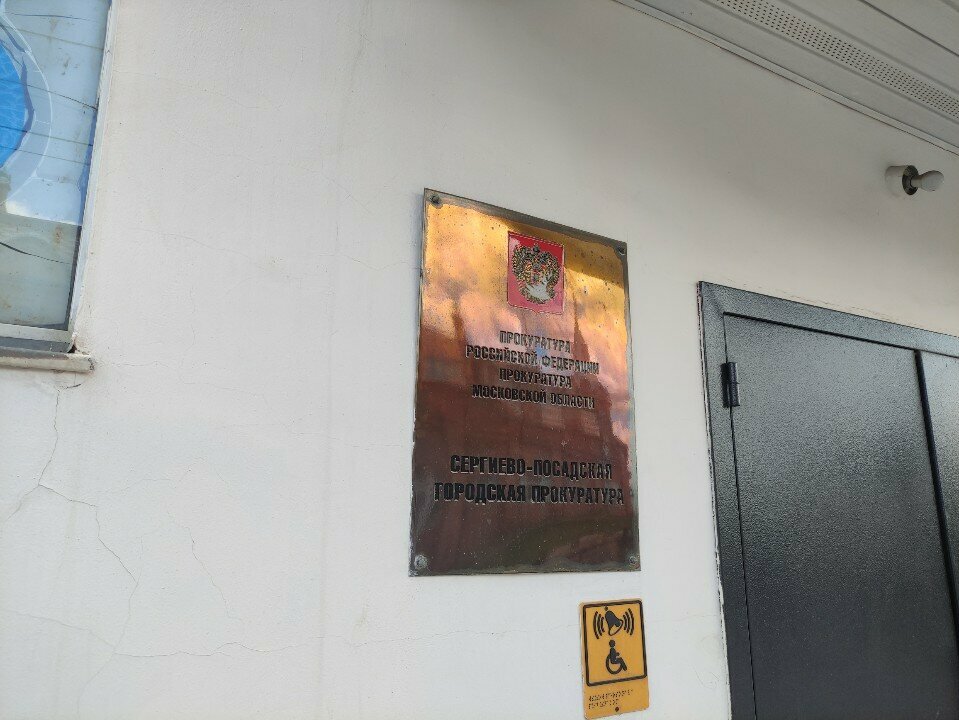 ПРОКУРАТУРА
РОССИЙСКОЙ ФЕДЕРАЦИИ
ПРОКУРАТУРА
МОСКОВСКОЙ ОБЛАСТИ
СЕРГИЕВО-ПОСАДСКАЯ
ГОРОДСКАЯ ПРОКУРАТУРА